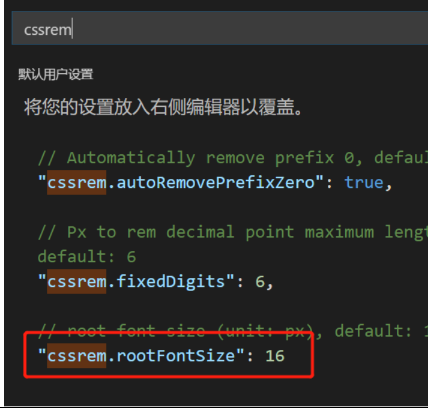 cssrem
默认用户设置
将您的设置放入右侧编辑器以覆盖。
// Automatically remove prefix 0, defaul
"cssrem.autoRemovePrefixZero": true,
// Px to rem decimal point maximum lengt
default: 6
"cssrem.fixedDigits": 6,
// root font size (unit: px), default: 1
"cssrem.rootFontSize": 16